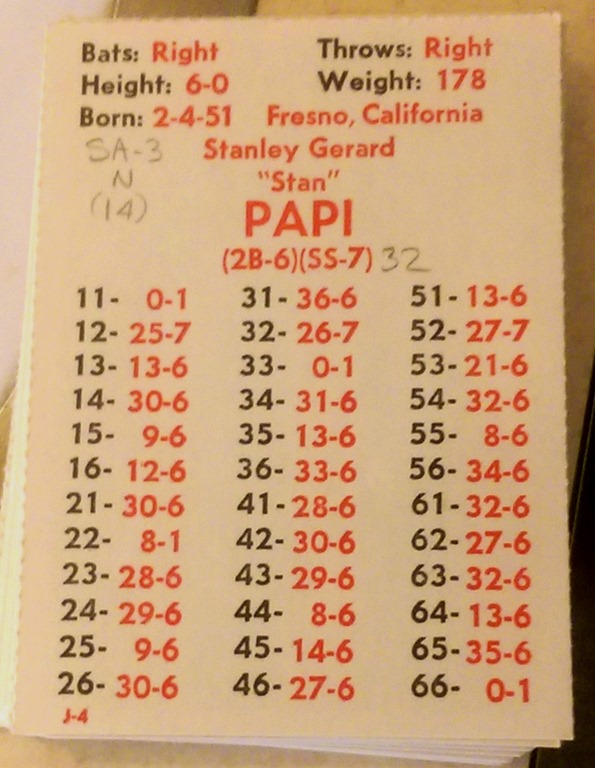 Bats: Right Throws: Right
Height: 6-0 Weight: 178
Born: 2-4-51 Fresno, California
SA-3 Stanley Gerard
N "Stan"
(14) PAPI
(2B-6)(SS-7) 32
11- 0-1 31- 36-6 51- 13-6
12- 25-7 32- 26-7 52- 27-7
13- 13-6 33- 0-1 53- 21-6
14- 30-6 34- 31-6 54- 32-6
15- 9-6 35- 13-6 55- 8-6
16- 12-6 36- 33-6 56- 34-6
21- 30-6 41- 28-6 61- 32-6
22- 8-1 42- 30-6 62- 27-6
23- 28-6 43- 29-6 63- 32-6
24- 29-6 44- 8-6 64- 13-6
25- 9-6 45- 14-6 65- 35-6
26- 30-6 46- 27-6 66- 0-1
J-4